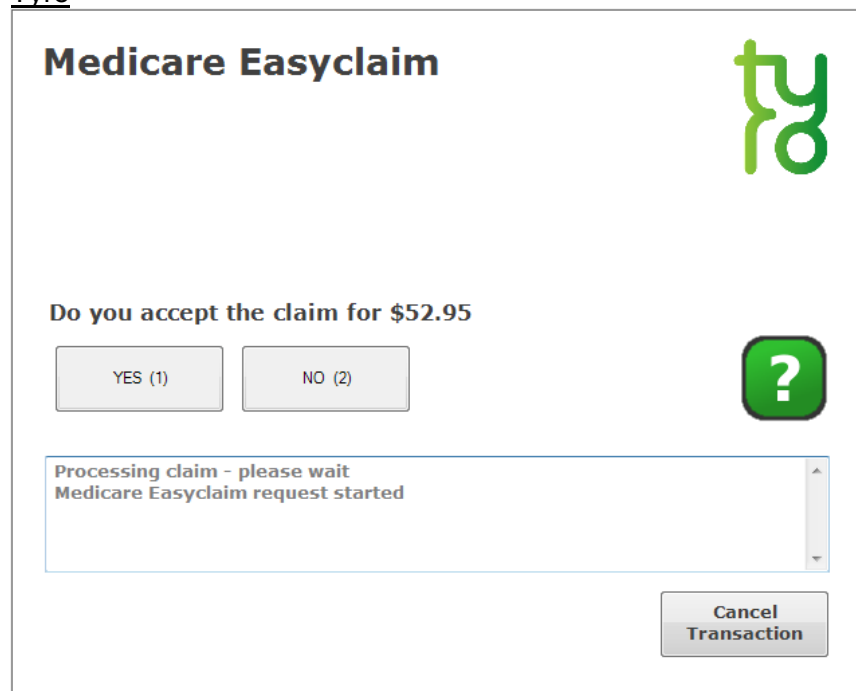 Tyro
Medicare Easyclaim
tyro
Do you accept the claim for $52.95
YES (1)
NO (2)
?
Processing claim - please wait
Medicare Easyclaim request started
Cancel
Transaction